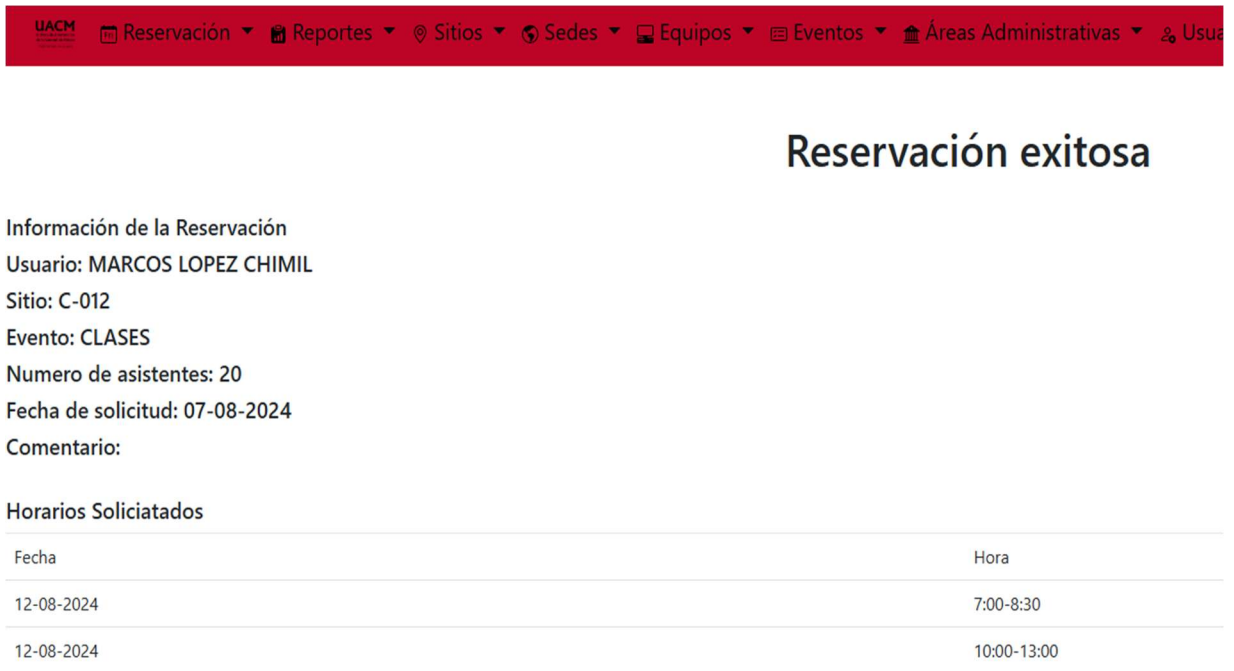 UACM Reservación Reportes Sitios Sedes Equipos Eventos Áreas Administrativas
Reservación exitosa
Información de la Reservación
Usuario: MARCOS LOPEZ CHIMIL
Sitio: C-012
Evento: CLASES
Numero de asistentes: 20
Fecha de solicitud: 07-08-2024
Comentario:
Horarios Soliciatados
Fecha Hora
12-08-2024 7:00-8:30
12-08-2024 10:00-13:00